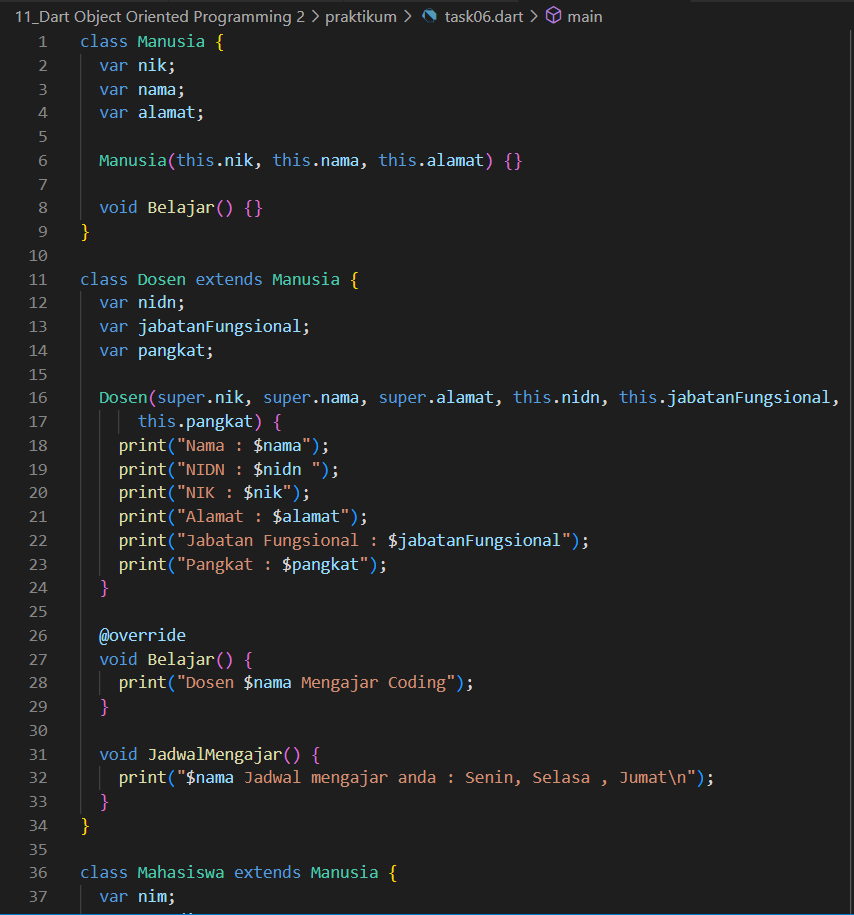 11_Dart Object Oriented Programming 2 > praktikum > task06.dart > main
1 class Manusia {
2 var nik;
3 var nama;
4 var alamat;
5
6 Manusia(this.nik, this.nama, this.alamat) {}
7
8 void Belajar() {}
9 }
10
11 class Dosen extends Manusia {
12 var nidn;
13 var jabatanFungsional;
14 var pangkat;
15
16 Dosen(super.nik, super.nama, super.alamat, this.nidn, this.jabatanFungsional,
17 this.pangkat) {
18 print("Nama : $nama");
19 print("NIDN : $nidn ");
20 print("NIK : $nik");
21 print("Alamat : $alamat");
22 print("Jabatan Fungsional : $jabatanFungsional");
23 print("Pangkat : $pangkat");
24 }
25
26 @override
27 void Belajar() {
28 print("Dosen $nama Mengajar Coding");
29 }
30
31 void JadwalMengajar() {
32 print("$nama Jadwal mengajar anda : Senin, Selasa , Jumat\n");
33 }
34 }
35
36 class Mahasiswa extends Manusia {
37 var nim;